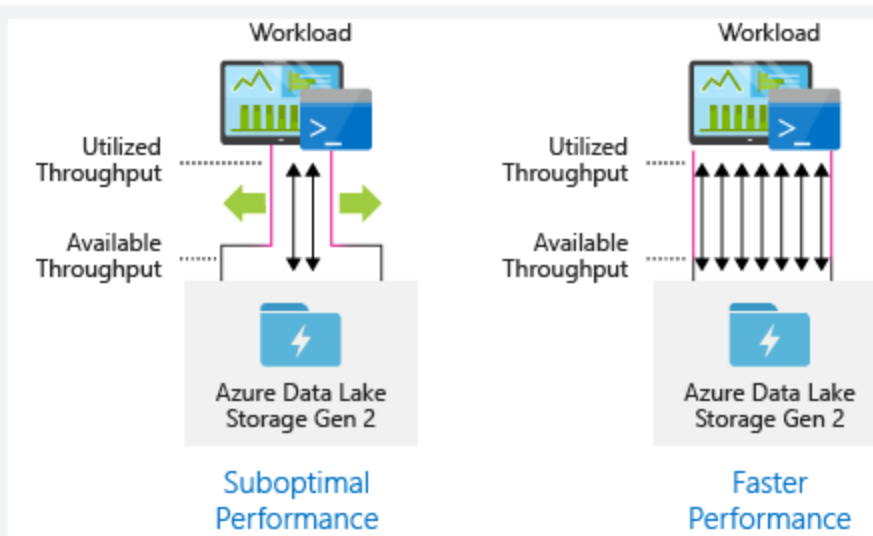 Workload
Utilized
Throughput
Available
Throughput
>_
Azure Data Lake
Storage Gen 2
Suboptimal
Performance
Workload
Utilized
Throughput
Available
Throughput
>_
Azure Data Lake
Storage Gen 2
Faster
Performance